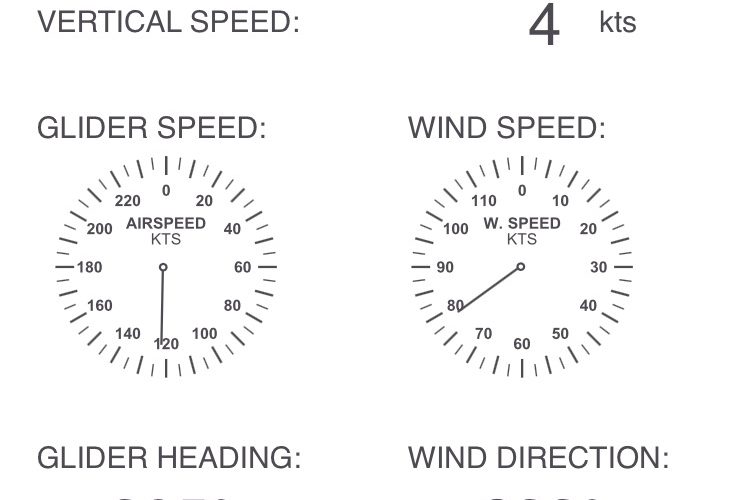 VERTICAL SPEED: 4 kts
GLIDER SPEED: WIND SPEED:
0
220 20
AIRSPEED
200 40
KTS
180 60
160 80
140 100
120
0
110 10
W. SPEED
100 20
KTS
90 30
80 40
70 50
60
GLIDER HEADING: WIND DIRECTION: